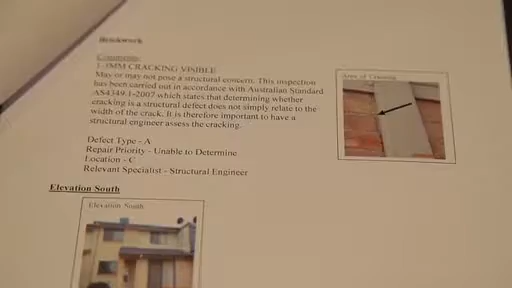 Brickwork
Comments:
1-3MM CRACKING VISIBLE
May or may not pose a structural concern. This inspection
has been carried out in accordance with Australian Standard
AS4349.1-2007 which states that determining whether
cracking is a structural defect does not simply relate to the
width of the crack. It is therefore important to have a
structural engineer assess the cracking.
Area of Cracking
Defect Type - A
Repair Priority - Unable to Determine
Location - C
Relevant Specialist - Structural Engineer
Elevation South
Elevation South